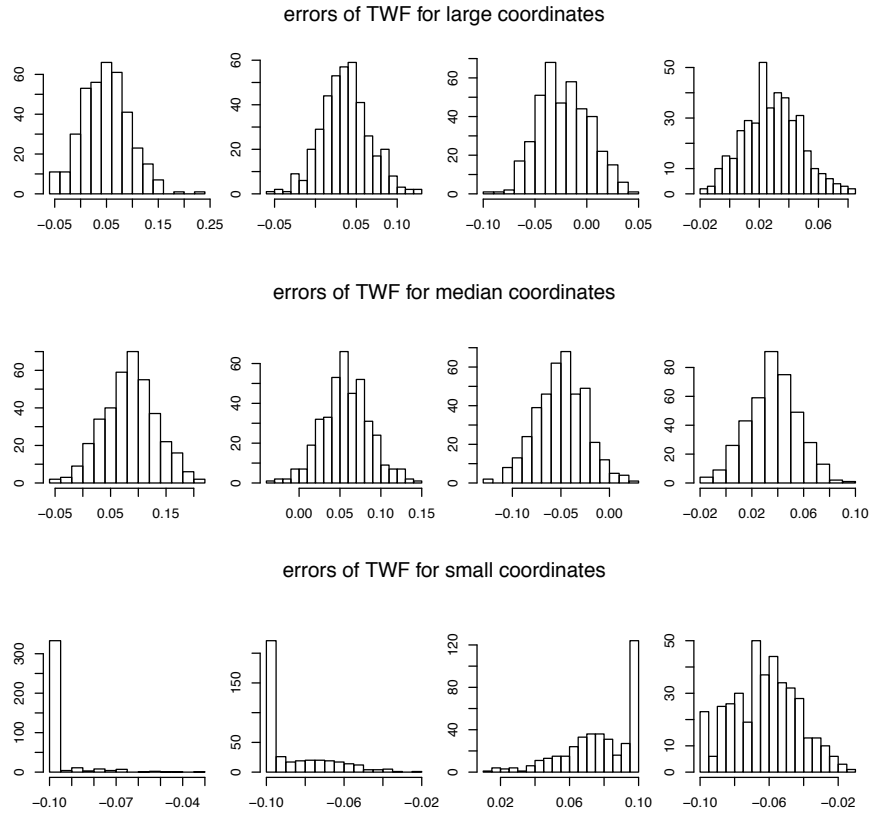 errors of TWF for large coordinates
0 20 40 60
−0.05 0.05 0.15 0.25
0 20 40 60
−0.05 0.05 0.10
0 20 40 60
−0.10 −0.05 0.00 0.05
0 10 30 50
−0.02 0.02 0.06
errors of TWF for median coordinates
0 20 40 60
−0.05 0.05 0.15
0 20 40 60
0.00 0.05 0.10 0.15
0 20 40 60
−0.10 −0.05 0.00
0 20 40 60 80
−0.02 0.02 0.06 0.10
errors of TWF for small coordinates
0 100 200 300
−0.10 −0.07 −0.04
0 50 150
−0.10 −0.06 −0.02
0 40 80 120
0.02 0.06 0.10
0 10 30 50
−0.10 −0.06 −0.02